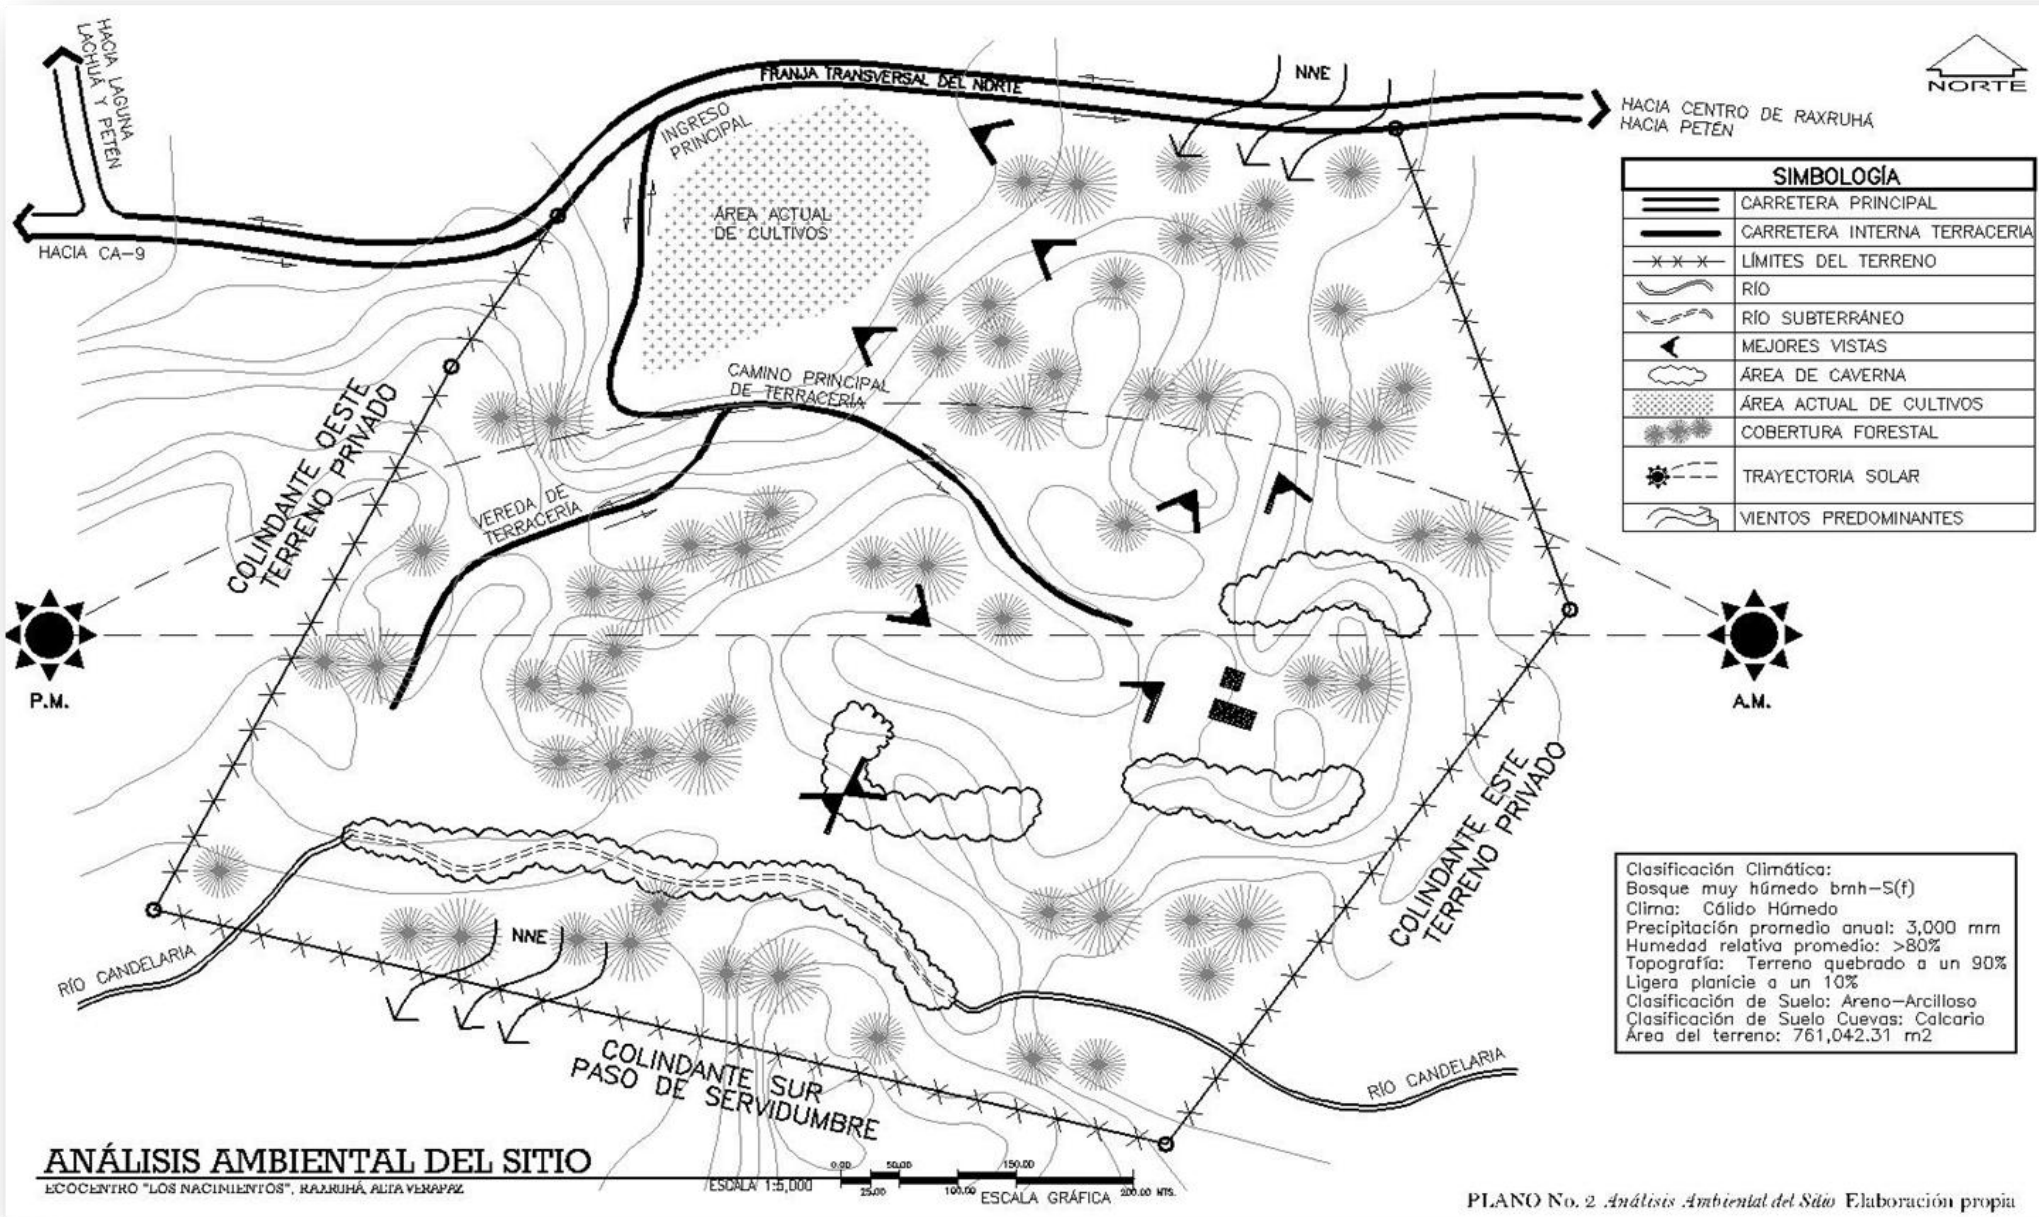 HACIA LAGUNA
LACHUÁ Y PETÉN
HACIA CA-9
FRANJA TRANSVERSAL DEL NORTE
INGRESO
PRINCIPAL
NNE
NORTE
HACIA CENTRO DE RAXRUHÁ
HACIA PETÉN
SIMBOLOGÍA
CARRETERA PRINCIPAL
CARRETERA INTERNA TERRACERIA
LÍMITES DEL TERRENO
RÍO
RÍO SUBTERRÁNEO
MEJORES VISTAS
ÁREA DE CAVERNA
ÁREA ACTUAL DE CULTIVOS
COBERTURA FORESTAL
TRAYECTORIA SOLAR
VIENTOS PREDOMINANTES
ÁREA ACTUAL
DE CULTIVOS
CAMINO PRINCIPAL
DE TERRACERÍA
COLINDANTE OESTE
TERRENO PRIVADO
VEREDA DE
TERRACERÍA
P.M.
A.M.
COLINDANTE ESTE
TERRENO PRIVADO
RÍO CANDELARIA
NNE
COLINDANTE SUR
PASO DE SERVIDUMBRE
RÍO CANDELARIA
Clasificación Climática:
Bosque muy húmedo bmh-S(f)
Clima: Cálido Húmedo
Precipitación promedio anual: 3,000 mm
Humedad relativa promedio: >80%
Topografía: Terreno quebrado a un 90%
Ligera planicie a un 10%
Clasificación de Suelo: Areno-Arcilloso
Clasificación de Suelo Cuevas: Calcario
Área del terreno: 761,042.31 m2
ANÁLISIS AMBIENTAL DEL SITIO
ECOCENTRO "LOS NACIMIENTOS", RAXRUHÁ, ALTA VERAPAZ
ESCALA 1:5,000
0.00 50.00 150.00
25.00 100.00 200.00 MTS.
ESCALA GRÁFICA
PLANO No. 2 Análisis Ambiental del Sitio Elaboración propia